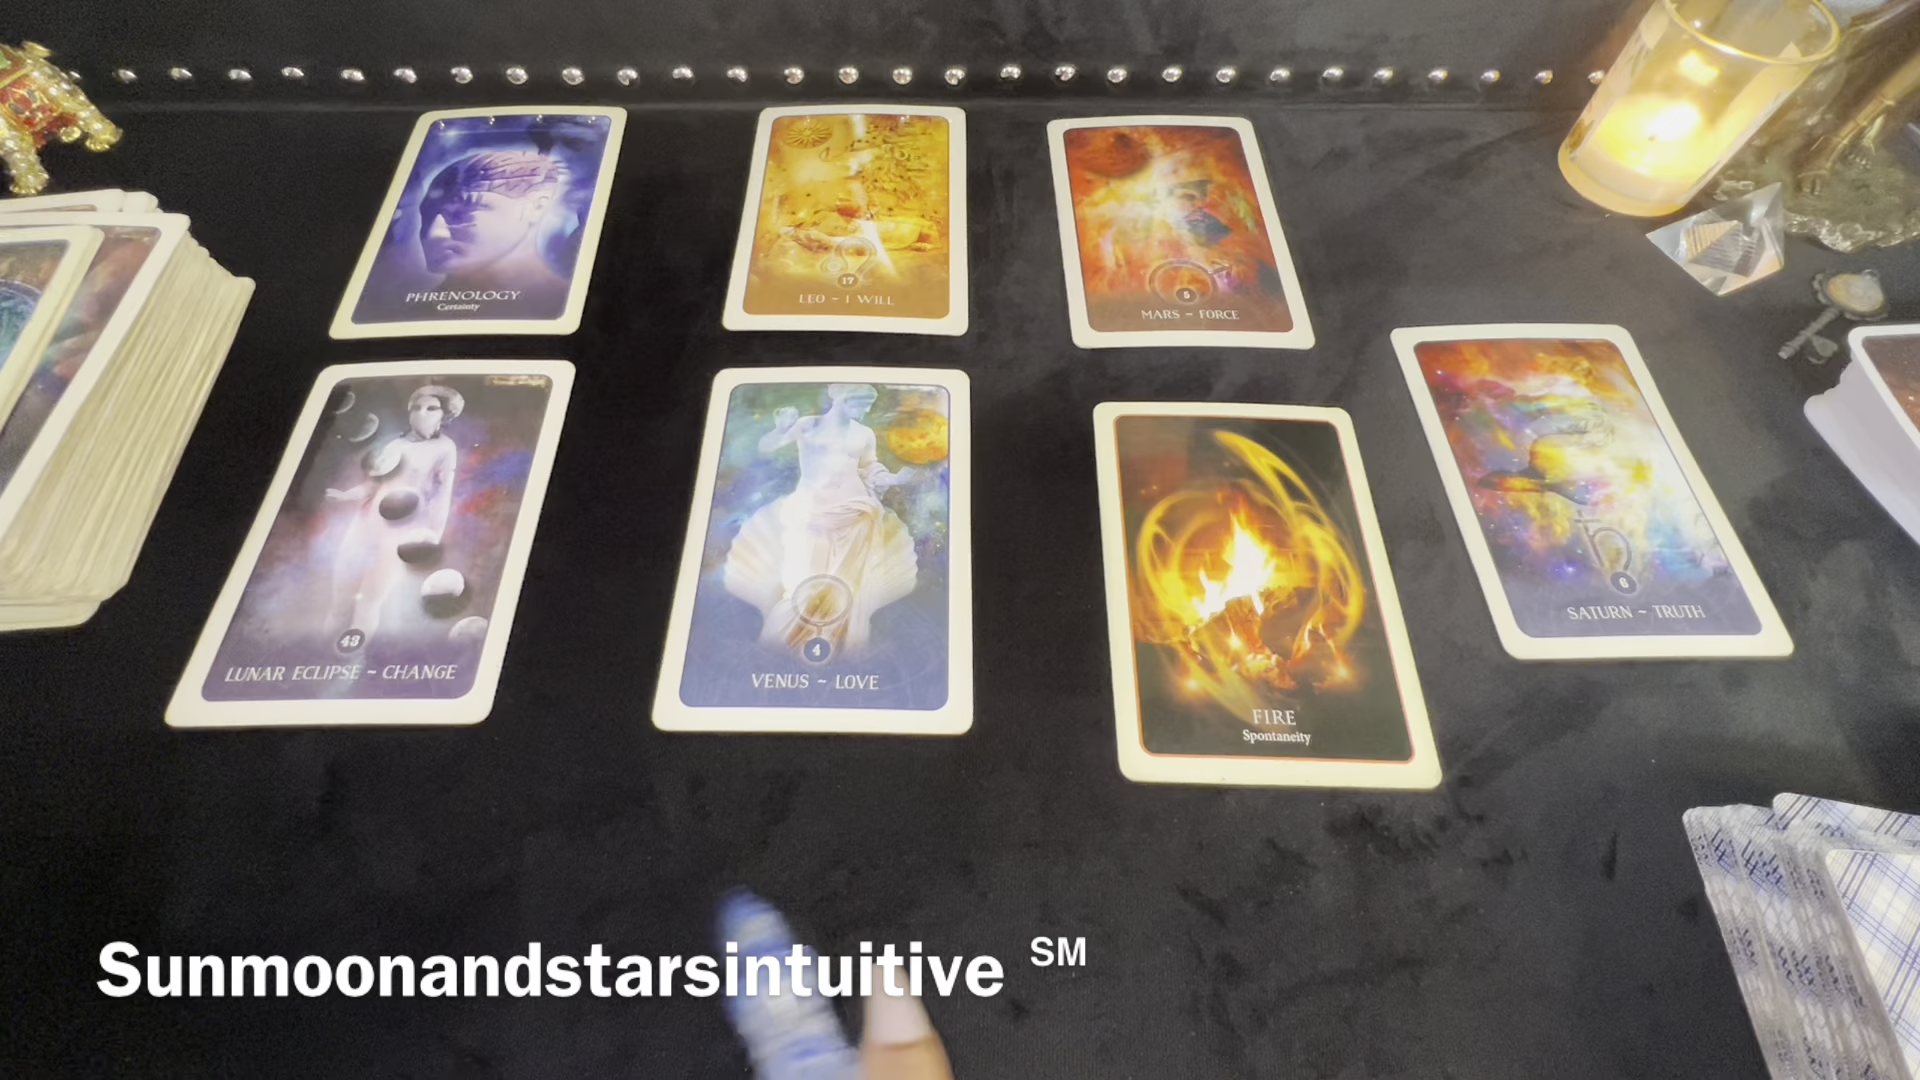 PHRENOLOGY
Certainty
17
LEO ~ I WILL
5
MARS ~ FORCE
43
LUNAR ECLIPSE ~ CHANGE
4
VENUS ~ LOVE
FIRE
Spontaneity
6
SATURN ~ TRUTH
Sunmoonandstarsintuitive SM